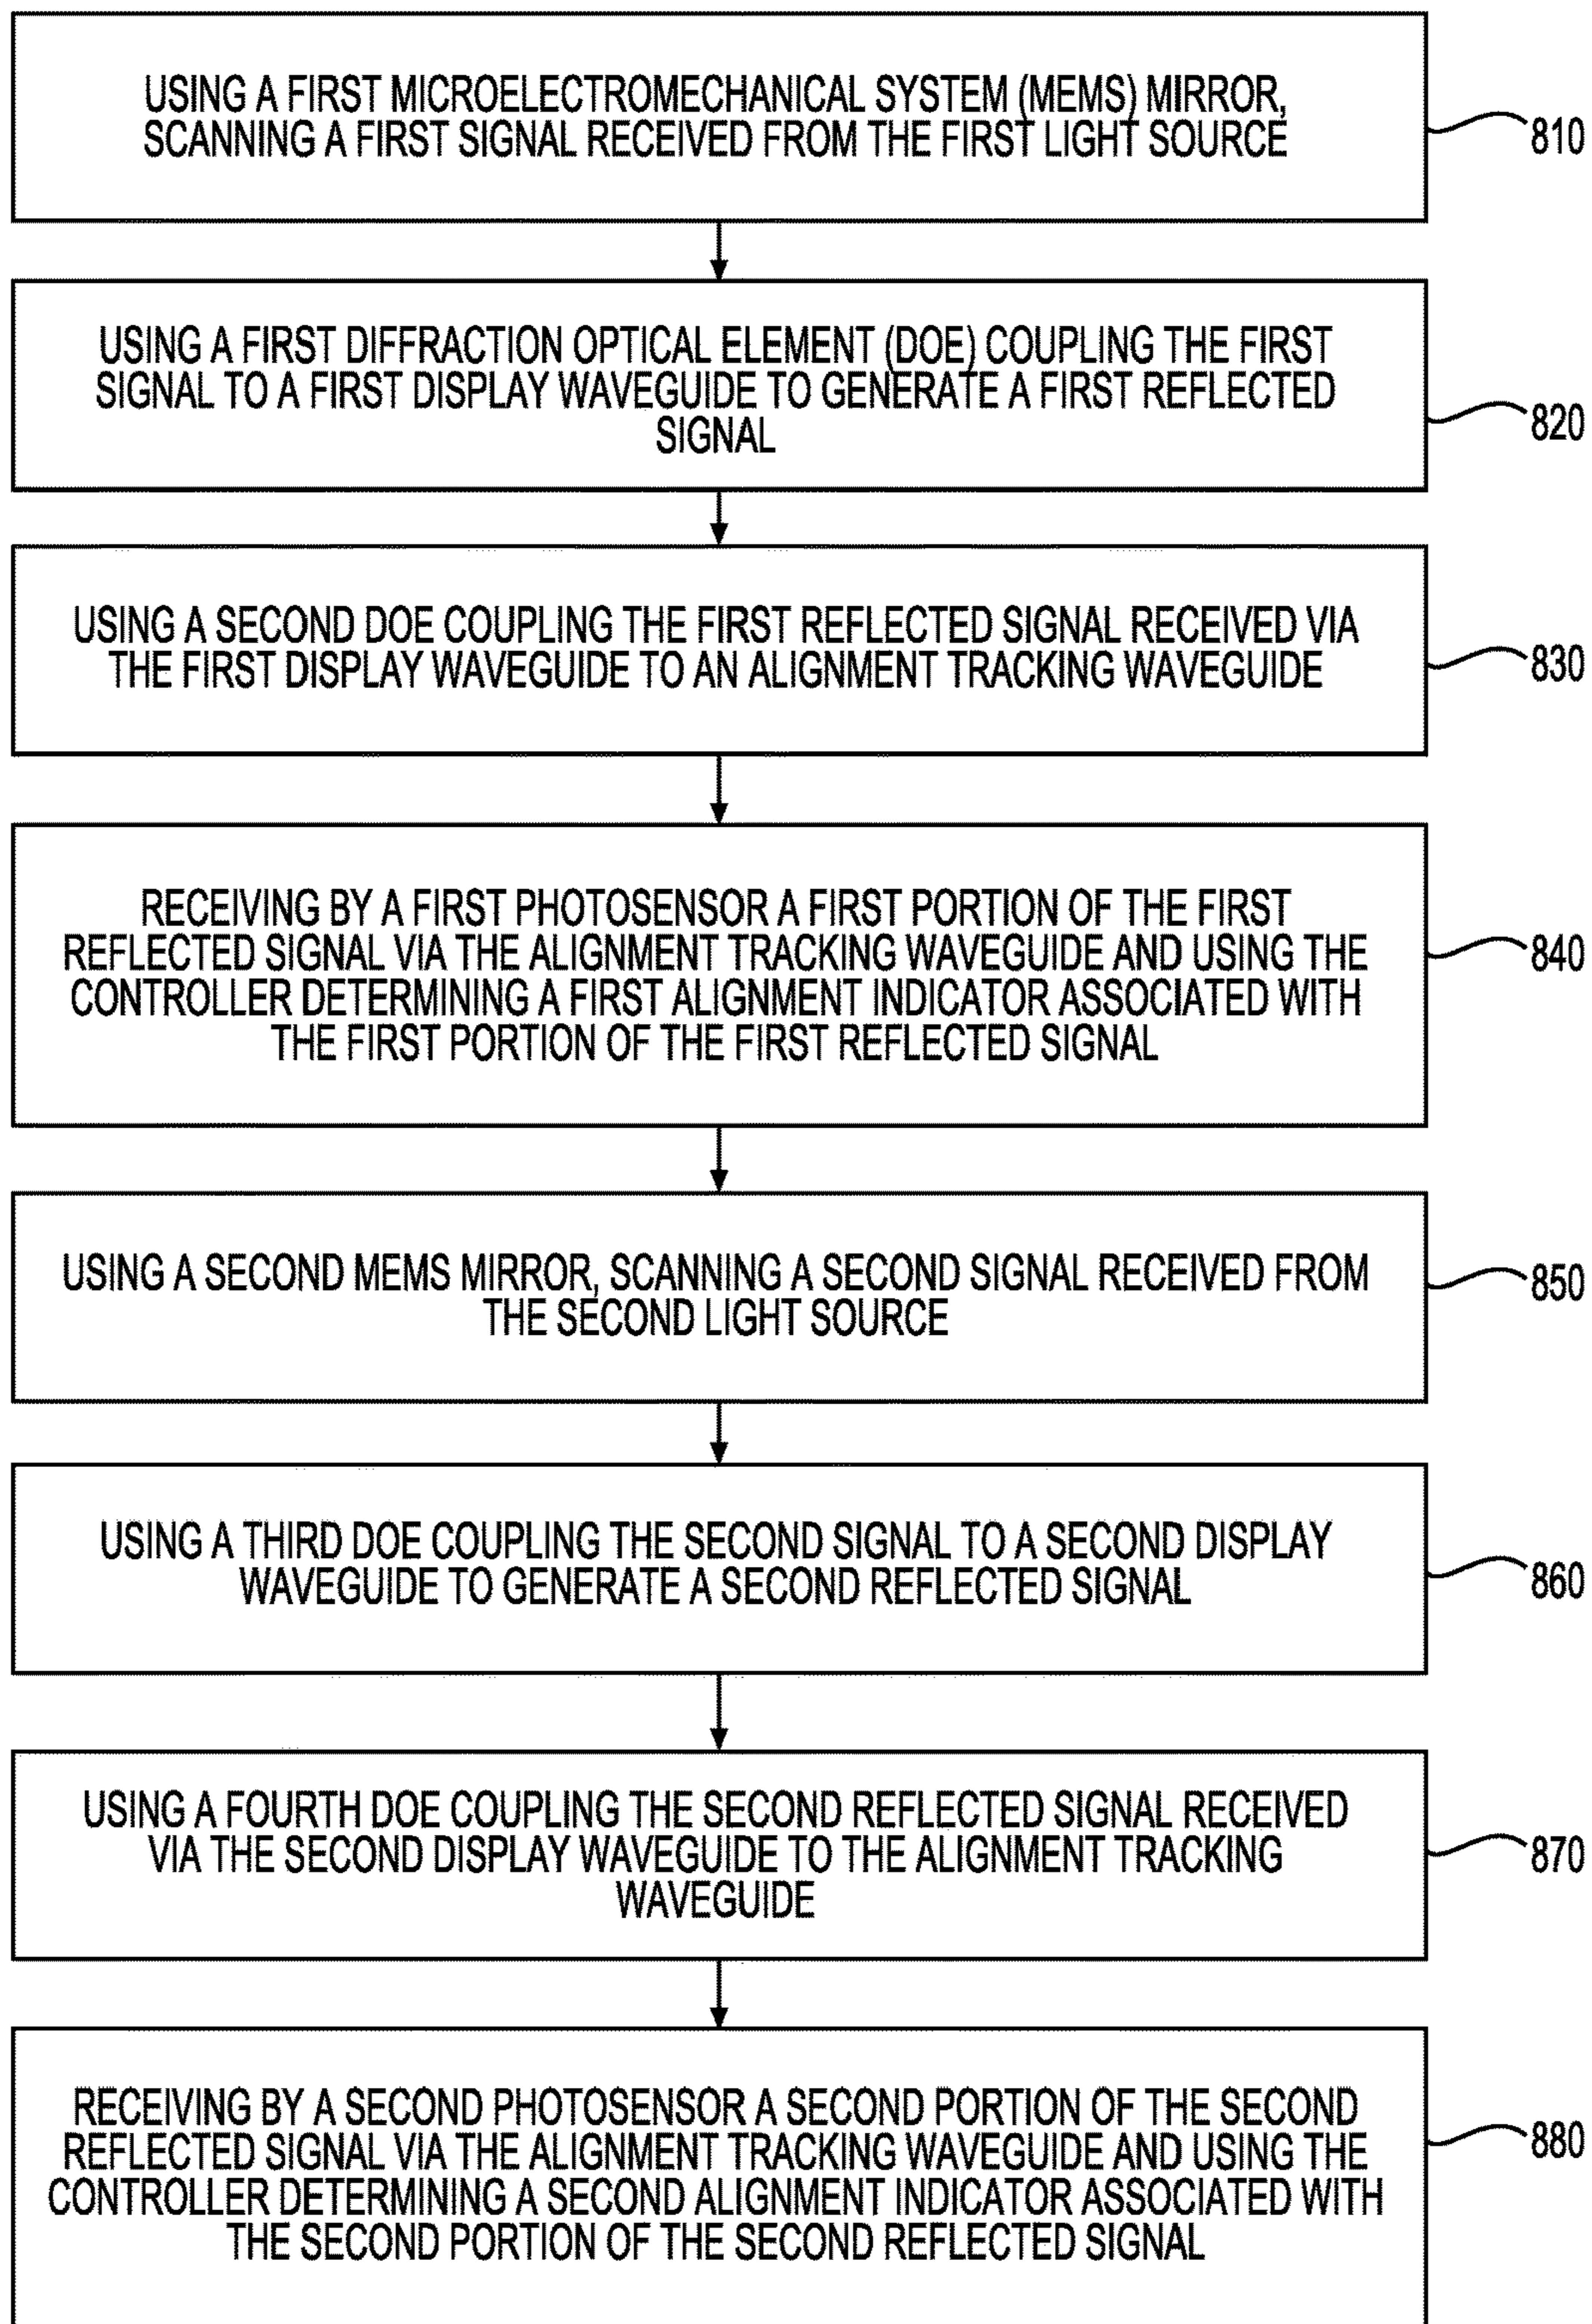 USING A FIRST MICROELECTROMECHANICAL SYSTEM (MEMS) MIRROR,
SCANNING A FIRST SIGNAL RECEIVED FROM THE FIRST LIGHT SOURCE
810
USING A FIRST DIFFRACTION OPTICAL ELEMENT (DOE) COUPLING THE FIRST
SIGNAL TO A FIRST DISPLAY WAVEGUIDE TO GENERATE A FIRST REFLECTED
SIGNAL
820
USING A SECOND DOE COUPLING THE FIRST REFLECTED SIGNAL RECEIVED VIA
THE FIRST DISPLAY WAVEGUIDE TO AN ALIGNMENT TRACKING WAVEGUIDE
830
RECEIVING BY A FIRST PHOTOSENSOR A FIRST PORTION OF THE FIRST
REFLECTED SIGNAL VIA THE ALIGNMENT TRACKING WAVEGUIDE AND USING THE
CONTROLLER DETERMINING A FIRST ALIGNMENT INDICATOR ASSOCIATED WITH
THE FIRST PORTION OF THE FIRST REFLECTED SIGNAL
840
USING A SECOND MEMS MIRROR, SCANNING A SECOND SIGNAL RECEIVED FROM
THE SECOND LIGHT SOURCE
850
USING A THIRD DOE COUPLING THE SECOND SIGNAL TO A SECOND DISPLAY
WAVEGUIDE TO GENERATE A SECOND REFLECTED SIGNAL
860
USING A FOURTH DOE COUPLING THE SECOND REFLECTED SIGNAL RECEIVED
VIA THE SECOND DISPLAY WAVEGUIDE TO THE ALIGNMENT TRACKING
WAVEGUIDE
870
RECEIVING BY A SECOND PHOTOSENSOR A SECOND PORTION OF THE SECOND
REFLECTED SIGNAL VIA THE ALIGNMENT TRACKING WAVEGUIDE AND USING THE
CONTROLLER DETERMINING A SECOND ALIGNMENT INDICATOR ASSOCIATED WITH
THE SECOND PORTION OF THE SECOND REFLECTED SIGNAL
880